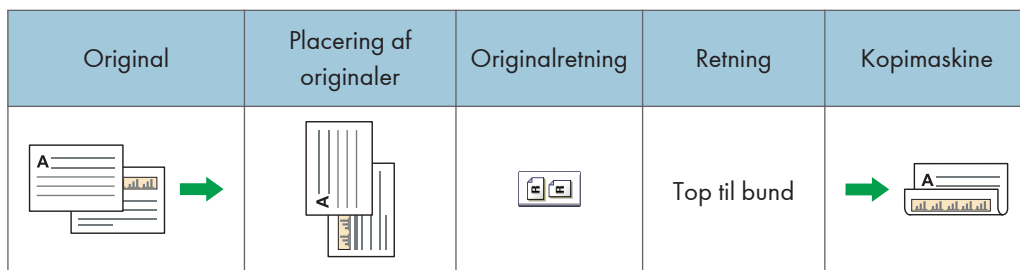 Original
Placering af
originaler
Originalretning
Retning
Kopimaskine
A
A
R R
Top til bund
A